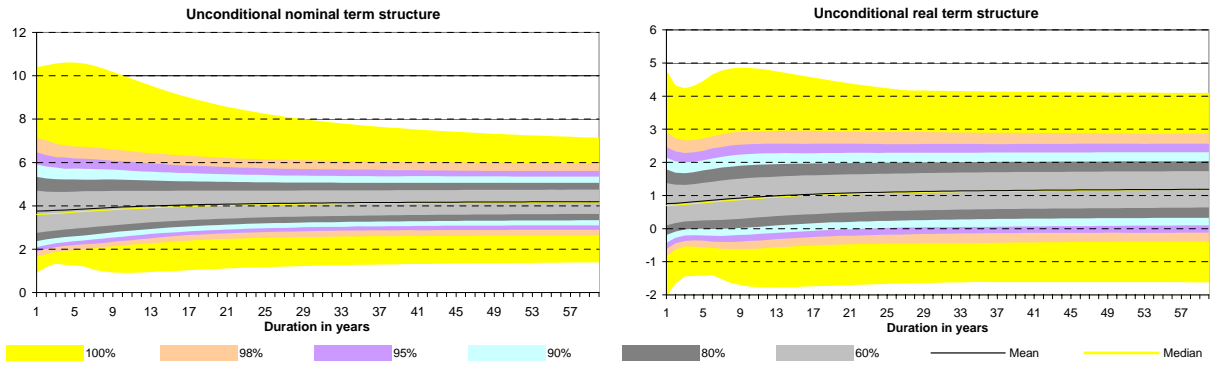 Unconditional nominal term structure
12
10
8
6
4
2
0
1 5 9 13 17 21 25 29 33 37 41 45 49 53 57
Duration in years
Unconditional real term structure
6
5
4
3
2
1
0
-1
-2
1 5 9 13 17 21 25 29 33 37 41 45 49 53 57
Duration in years
100% 98% 95% 90% 80% 60% Mean Median